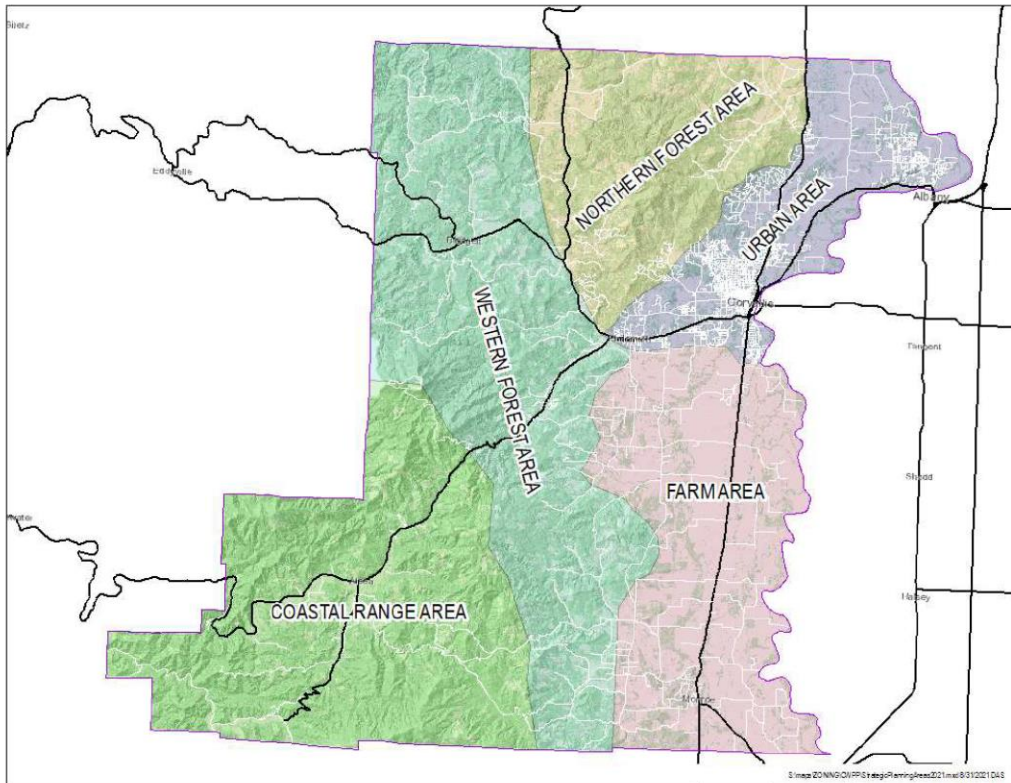 Siletz
Eddyville
Albany
NORTHERN FOREST AREA
URBAN AREA
Blodgett
Corvallis
Tangent
WESTERN FOREST AREA
Shedd
FARM AREA
Alsea
Halsey
COASTAL RANGE AREA
Monroe